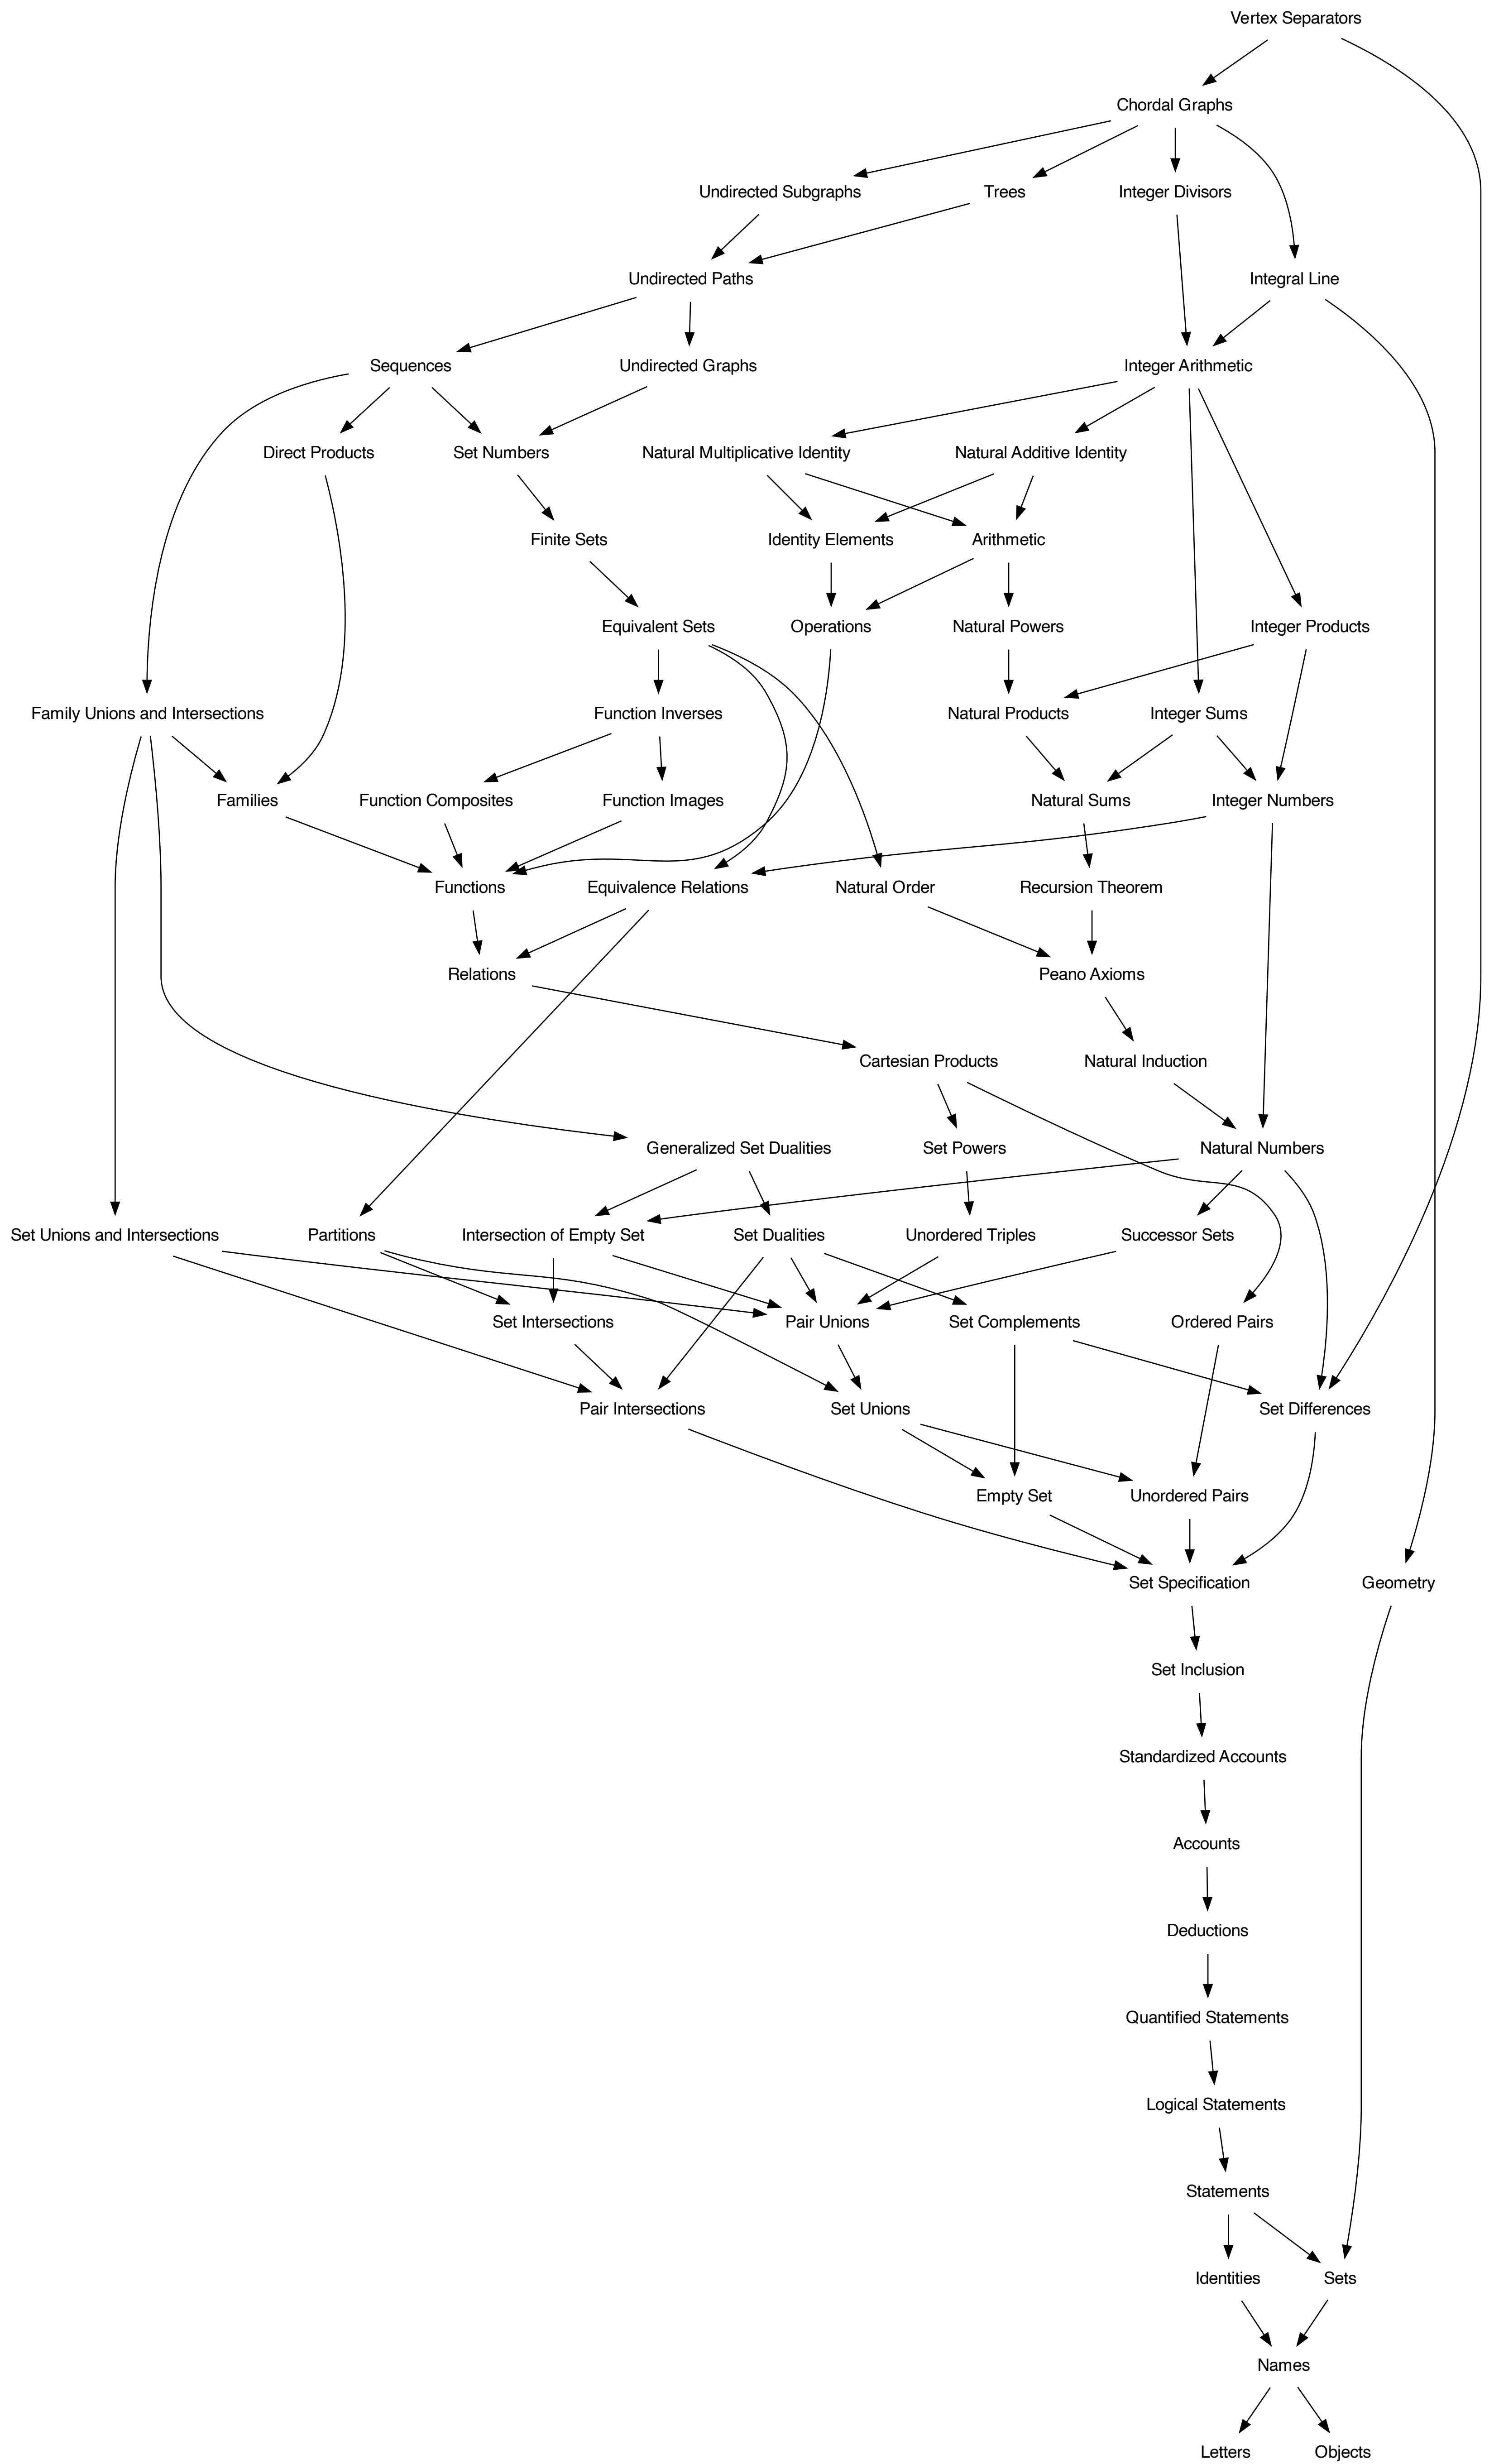 Vertex Separators
Chordal Graphs
Undirected Subgraphs
Trees
Integer Divisors
Undirected Paths
Integral Line
Sequences
Undirected Graphs
Integer Arithmetic
Direct Products
Set Numbers
Natural Multiplicative Identity
Natural Additive Identity
Finite Sets
Identity Elements
Arithmetic
Equivalent Sets
Operations
Natural Powers
Integer Products
Family Unions and Intersections
Function Inverses
Natural Products
Integer Sums
Families
Function Composites
Function Images
Natural Sums
Integer Numbers
Functions
Equivalence Relations
Natural Order
Recursion Theorem
Relations
Peano Axioms
Cartesian Products
Natural Induction
Generalized Set Dualities
Set Powers
Natural Numbers
Set Unions and Intersections
Partitions
Intersection of Empty Set
Set Dualities
Unordered Triples
Successor Sets
Set Intersections
Pair Unions
Set Complements
Ordered Pairs
Pair Intersections
Set Unions
Set Differences
Empty Set
Unordered Pairs
Set Specification
Geometry
Set Inclusion
Standardized Accounts
Accounts
Deductions
Quantified Statements
Logical Statements
Statements
Identities
Sets
Names
Letters
Objects